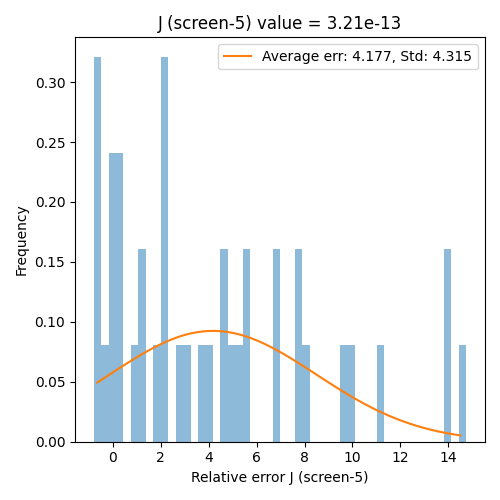 J (screen-5) value = 3.21e-13
Average err: 4.177, Std: 4.315
Frequency
0.30
0.25
0.20
0.15
0.10
0.05
0.00
0 2 4 6 8 10 12 14
Relative error J (screen-5)